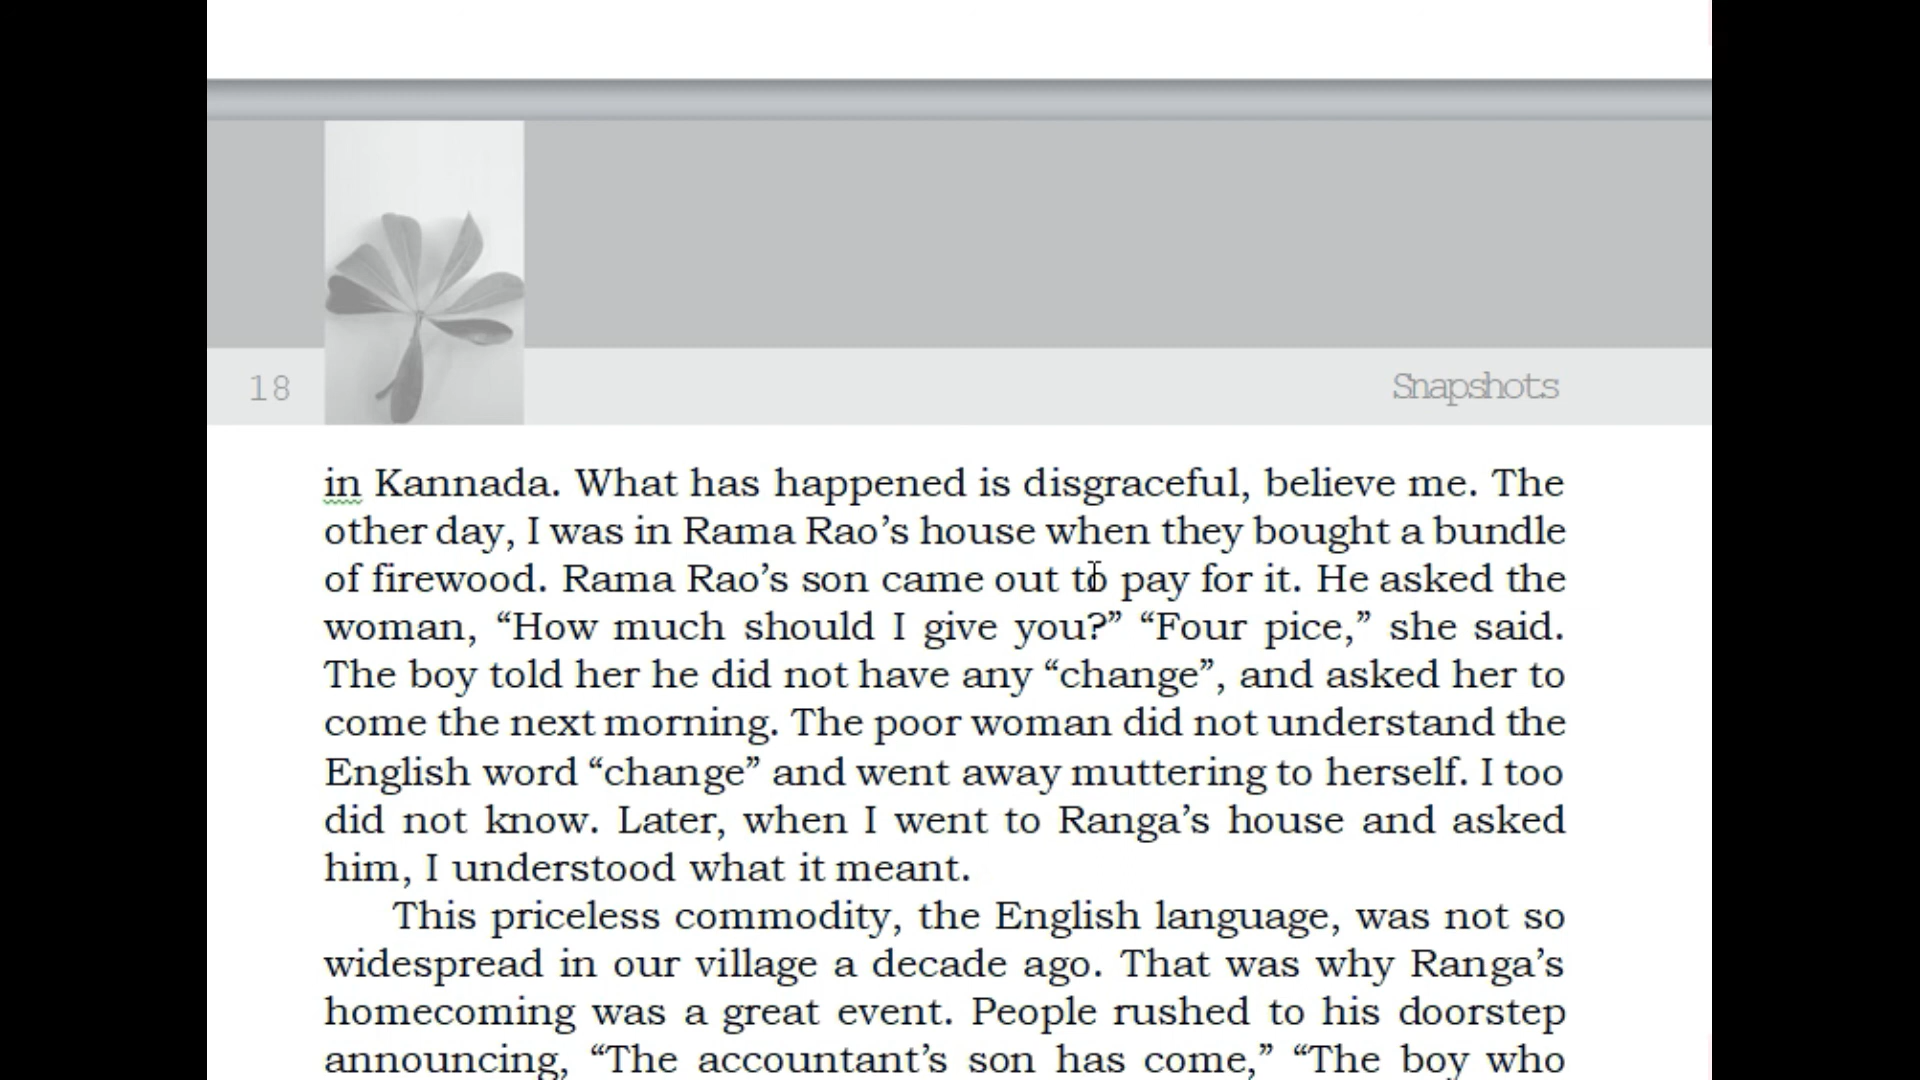 18
Snapshots
in Kannada. What has happened is disgraceful, believe me. The
other day, I was in Rama Rao’s house when they bought a bundle
of firewood. Rama Rao’s son came out to pay for it. He asked the
woman, “How much should I give you?” “Four pice,” she said.
The boy told her he did not have any “change”, and asked her to
come the next morning. The poor woman did not understand the
English word “change” and went away muttering to herself. I too
did not know. Later, when I went to Ranga’s house and asked
him, I understood what it meant.
This priceless commodity, the English language, was not so
widespread in our village a decade ago. That was why Ranga’s
homecoming was a great event. People rushed to his doorstep
announcing, “The accountant’s son has come,” “The boy who